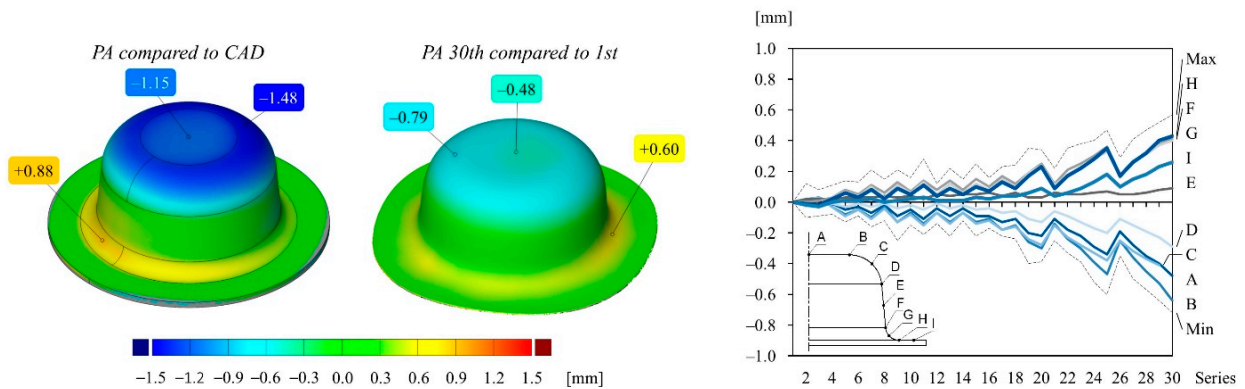 PA compared to CAD
PA 30th compared to 1st
–1.15
–1.48
+0.88
–0.48
–0.79
+0.60
–1.5 –1.2 –0.9 –0.6 –0.3 0.0 0.3 0.6 0.9 1.2 1.5 [mm]
[mm]
1.0
0.8
0.6
0.4
0.2
0.0
–0.2
–0.4
–0.6
–0.8
–1.0
Max
H
F
G
I
E
D
C
A
B
Min
A
B
C
D
E
F
G
H
I
2 4 6 8 10 12 14 16 18 20 22 24 26 28 30 Series